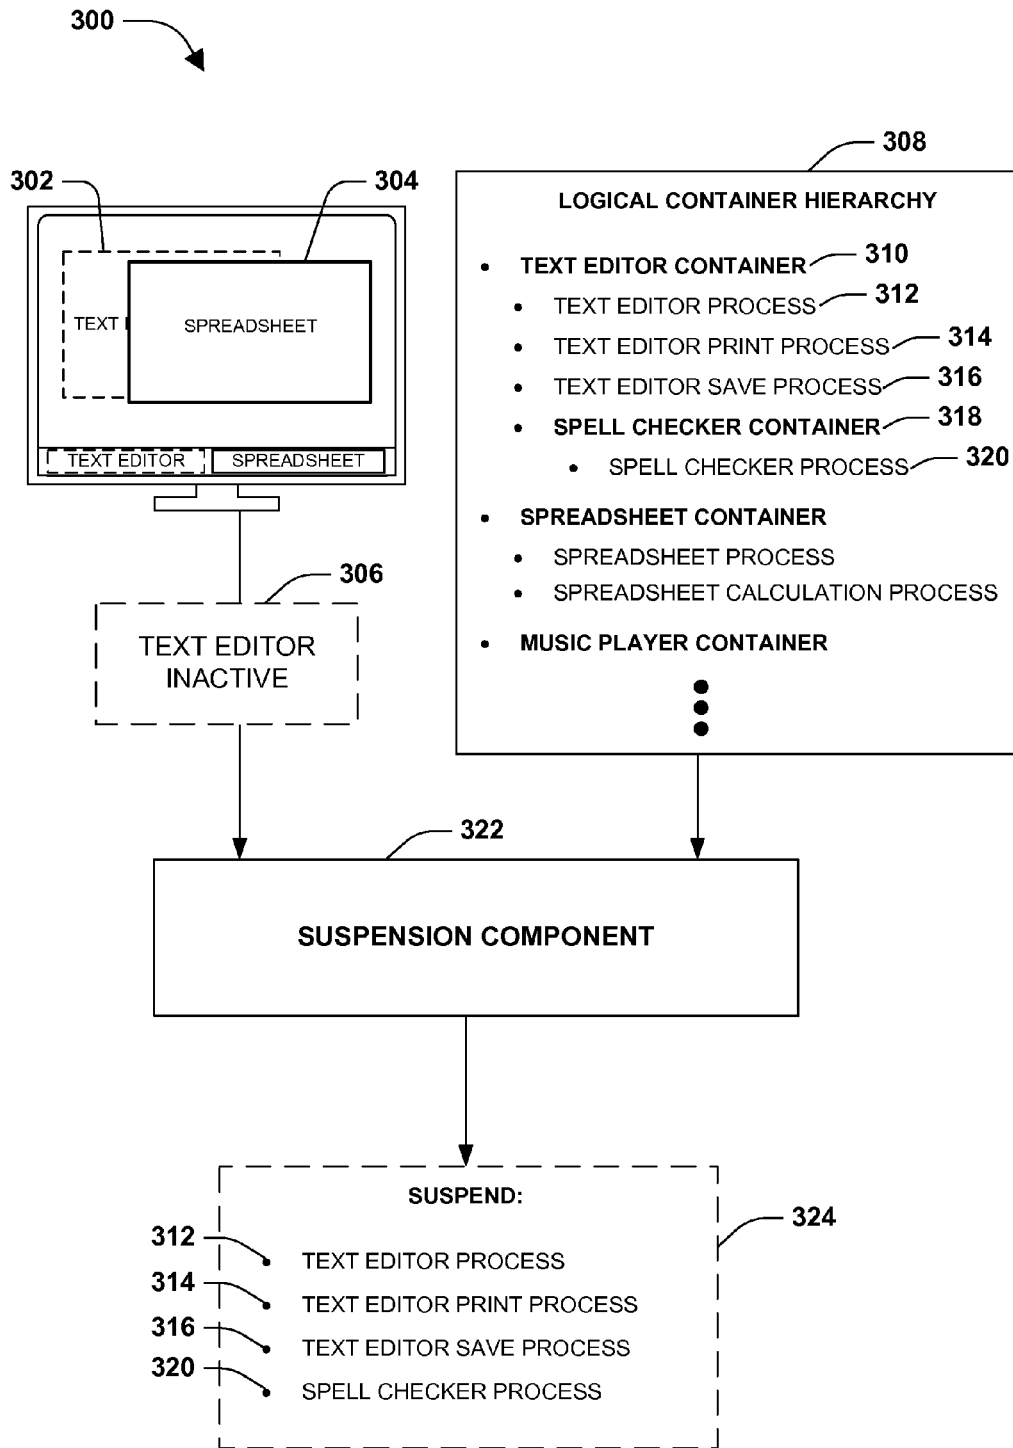 300
302
304
TEXT
SPREADSHEET
TEXT EDITOR
SPREADSHEET
306
TEXT EDITOR
INACTIVE
308
LOGICAL CONTAINER HIERARCHY
• TEXT EDITOR CONTAINER 310
• TEXT EDITOR PROCESS 312
• TEXT EDITOR PRINT PROCESS 314
• TEXT EDITOR SAVE PROCESS 316
• SPELL CHECKER CONTAINER 318
• SPELL CHECKER PROCESS 320
• SPREADSHEET CONTAINER
• SPREADSHEET PROCESS
• SPREADSHEET CALCULATION PROCESS
• MUSIC PLAYER CONTAINER
322
SUSPENSION COMPONENT
324
SUSPEND:
312 • TEXT EDITOR PROCESS
314 • TEXT EDITOR PRINT PROCESS
316 • TEXT EDITOR SAVE PROCESS
320 • SPELL CHECKER PROCESS